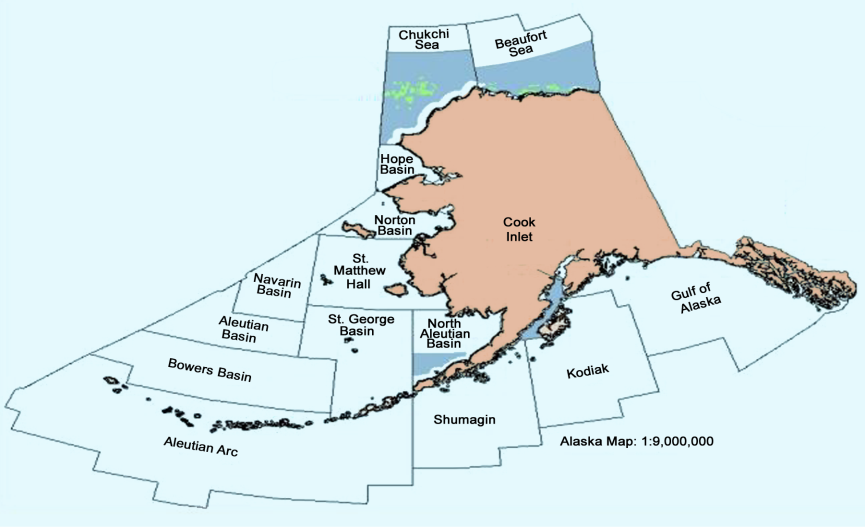 Chukchi
Sea
Beaufort
Sea
Hope
Basin
Norton
Basin
Cook
Inlet
St.
Matthew
Hall
Navarin
Basin
Gulf of
Alaska
Aleutian
Basin
St. George
Basin
North
Aleutian
Basin
Bowers Basin
Kodiak
Shumagin
Aleutian Arc
Alaska Map: 1:9,000,000